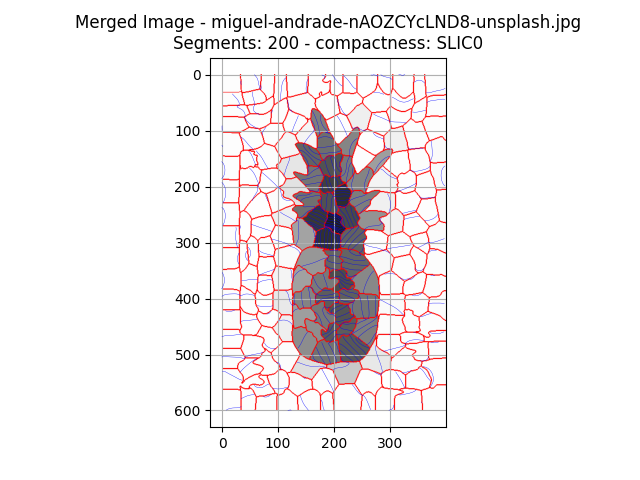 Merged Image - miguel-andrade-nAOZCYcLND8-unsplash.jpg
Segments: 200 - compactness: SLIC0
0
100
200
300
400
500
600
0 100 200 300